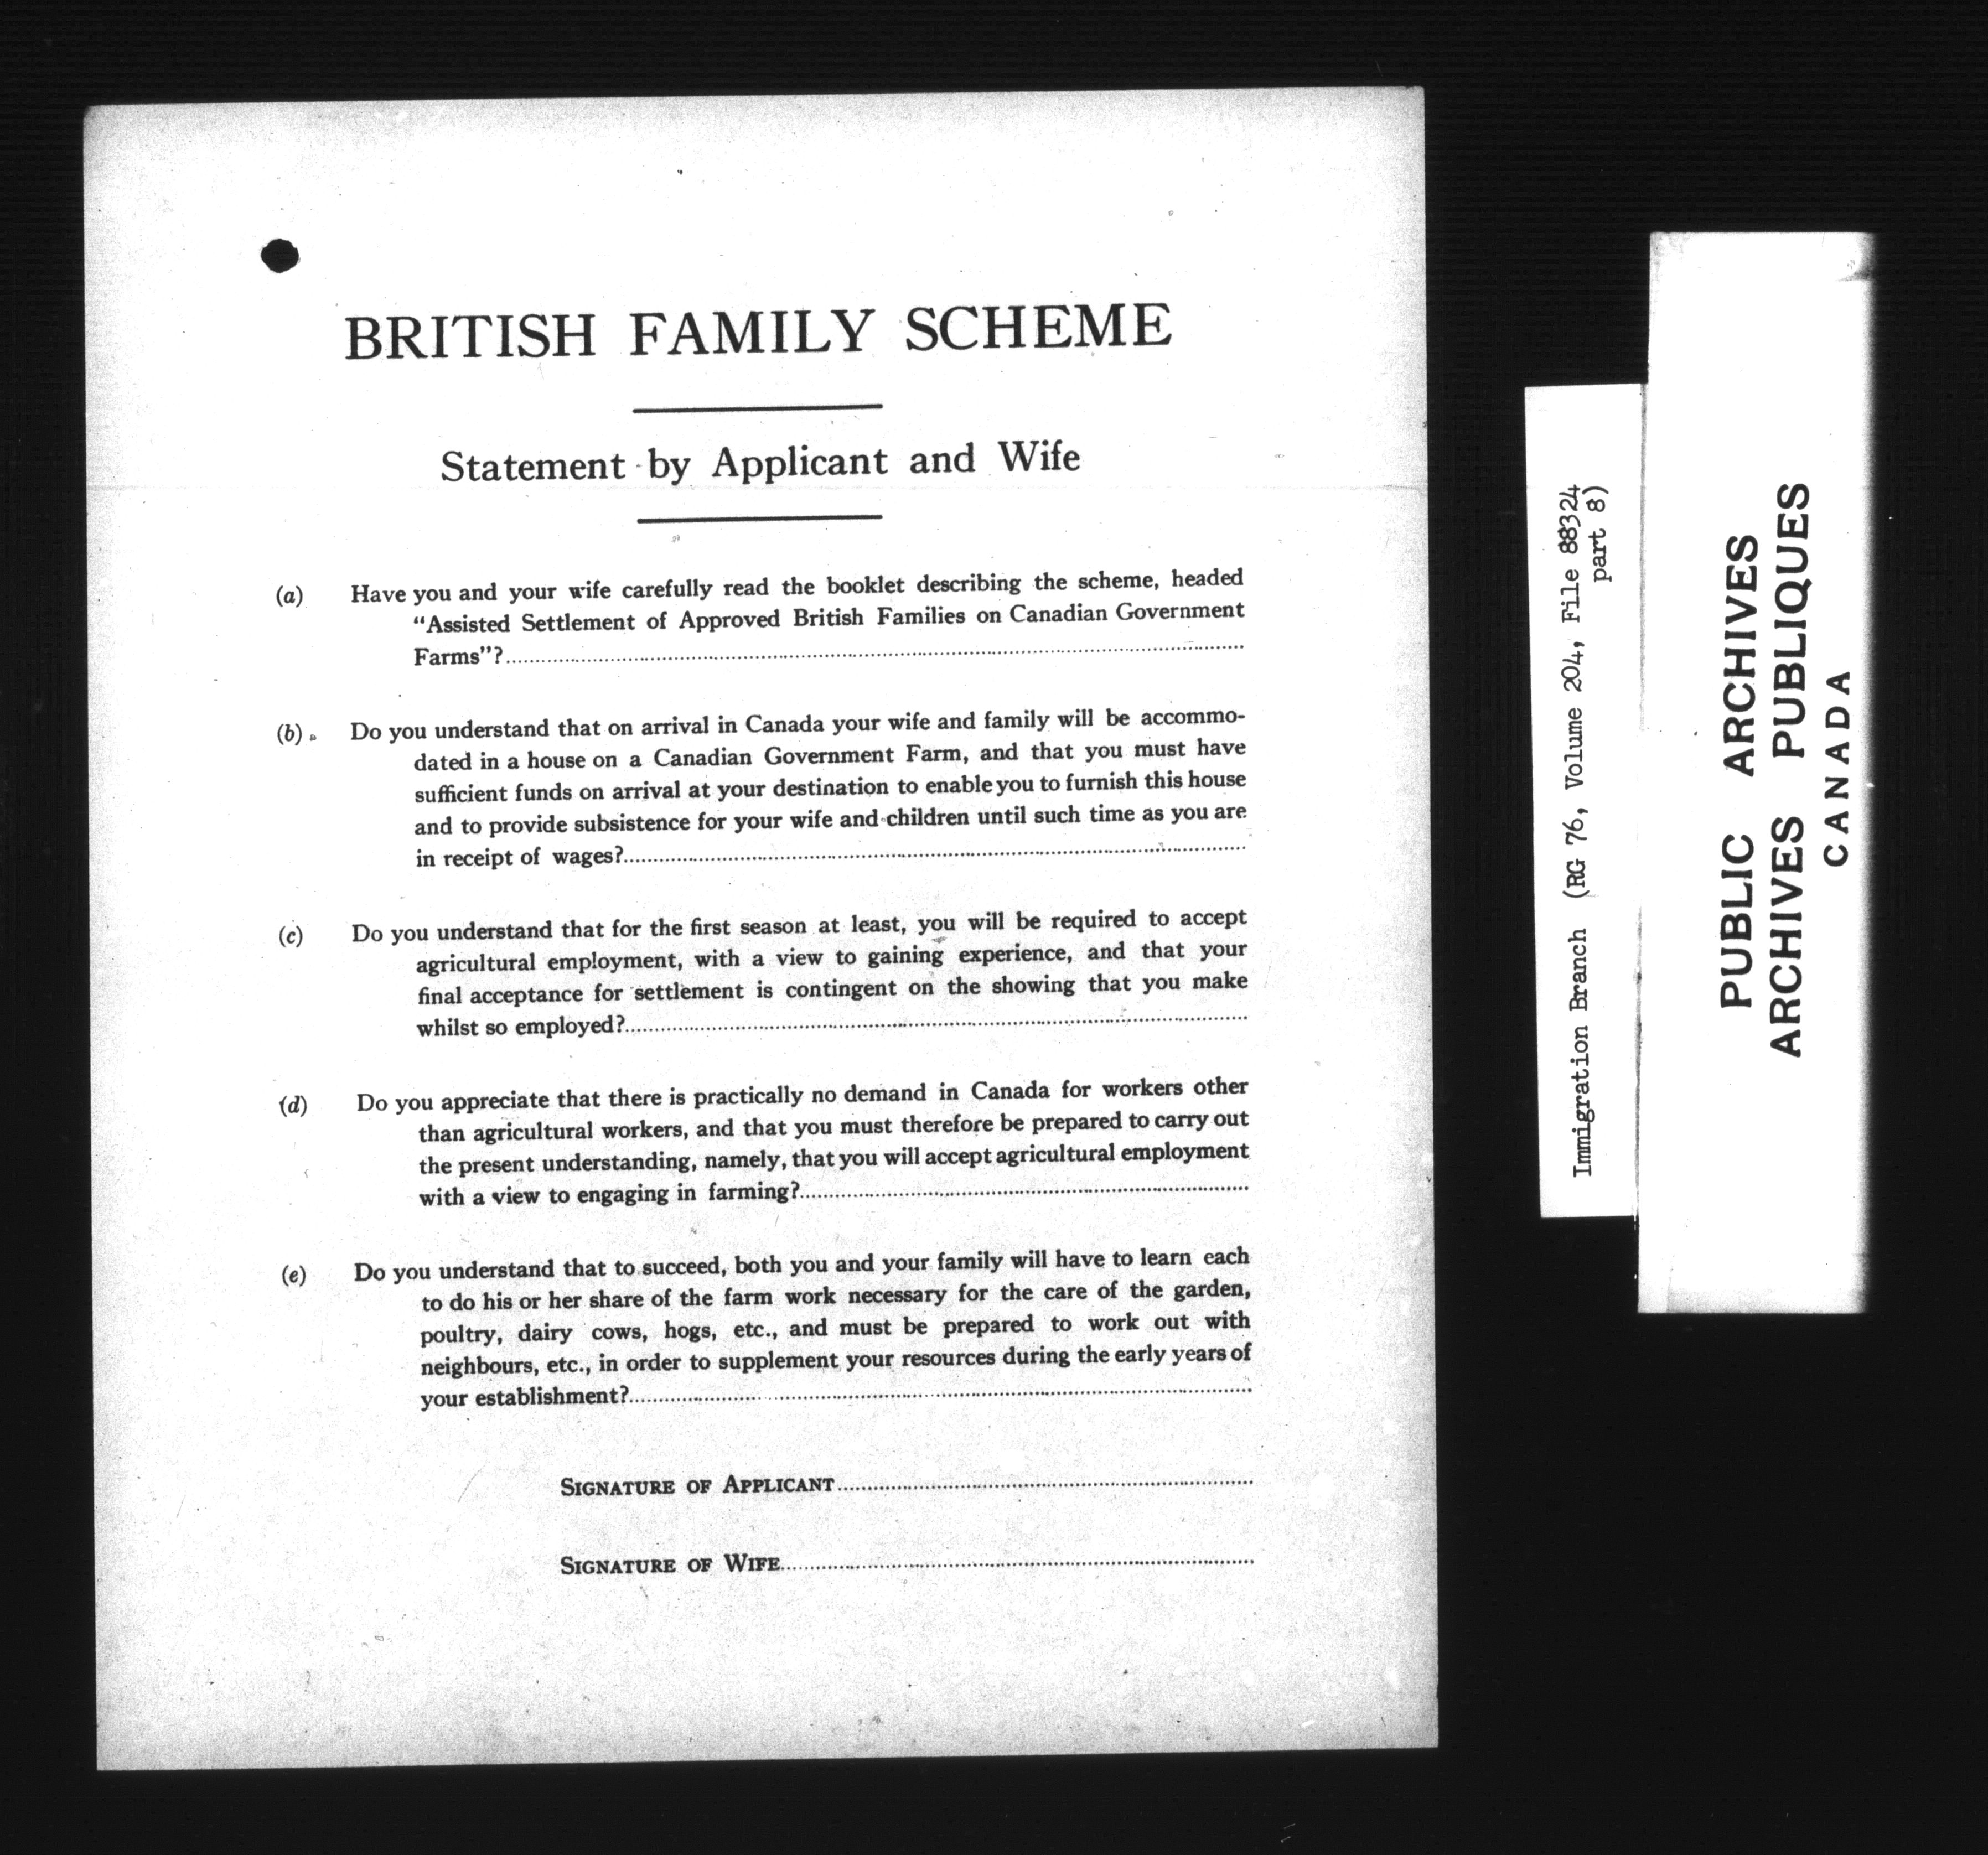 BRITISH FAMILY SCHEME
Statement by Applicant and Wife
(a) Have you and your wife carefully read the booklet describing the scheme, headed
"Assisted Settlement of Approved British Families on Canadian Government
Farms"?
(b) Do you understand that on arrival in Canada your wife and family will be accommo-
dated in a house on a Canadian Government Farm, and that you must have
sufficient funds on arrival at your destination to enable you to furnish this house
and to provide subsistence for your wife and children until such time as you are
in receipt of wages?
(c) Do you understand that for the first season at least, you will be required to accept
agricultural employment, with a view to gaining experience, and that your
final acceptance for settlement is contingent on the showing that you make
whilst so employed?
(d) Do you appreciate that there is practically no demand in Canada for workers other
than agricultural workers, and that you must therefore be prepared to carry out
the present understanding, namely, that you will accept agricultural employment
with a view to engaging in farming?
(e) Do you understand that to succeed, both you and your family will have to learn each
to do his or her share of the farm work necessary for the care of the garden,
poultry, dairy cows, hogs, etc., and must be prepared to work out with
neighbours, etc., in order to supplement your resources during the early years of
your establishment?
SIGNATURE OF APPLICANT
SIGNATURE OF WIFE
Immigration Branch (RG 76, Volume 204, File 88324
part 8)
PUBLIC ARCHIVES
ARCHIVES PUBLIQUES
CANADA